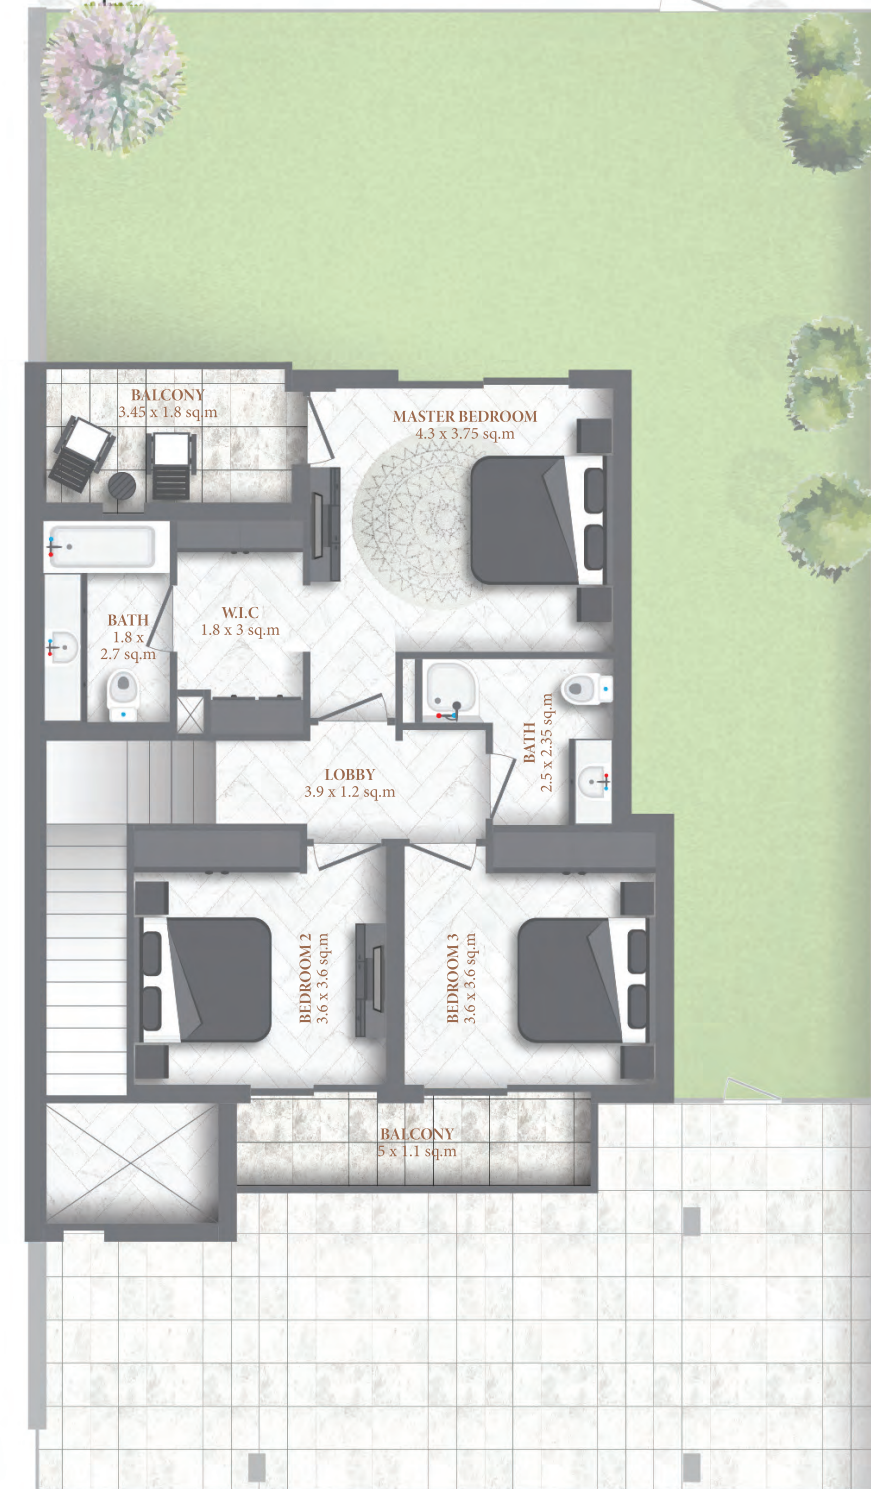 BALCONY
3.45 x 1.8 sq.m
MASTER BEDROOM
4.3 x 3.75 sq.m
W.I.C
1.8 x 3 sq.m
BATH
1.8 x
2.7 sq.m
BATH
2.5 x 2.35 sq.m
LOBBY
3.9 x 1.2 sq.m
BEDROOM 2
3.6 x 3.6 sq.m
BEDROOM 3
3.6 x 3.6 sq.m
BALCONY
5 x 1.1 sq.m